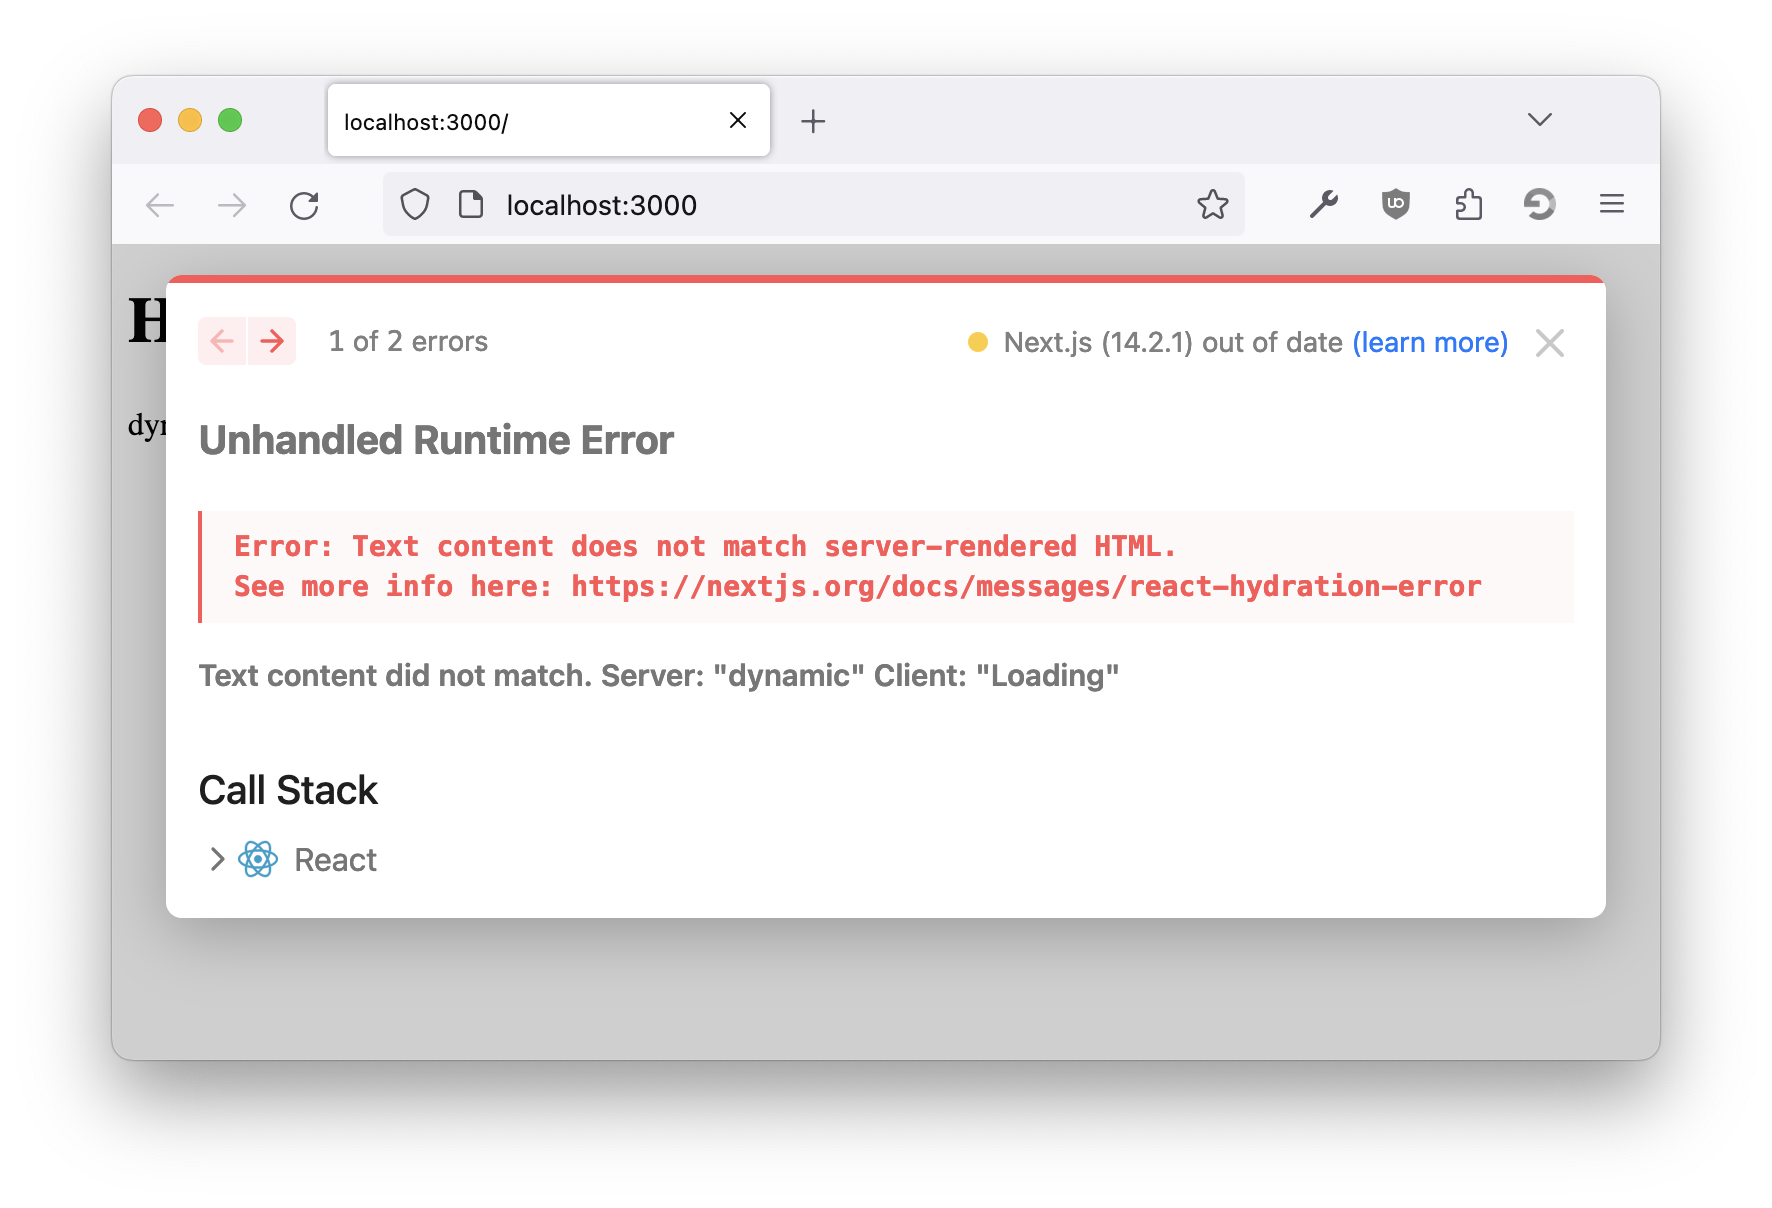 localhost:3000/
localhost:3000
H
1 of 2 errors
Next.js (14.2.1) out of date (learn more)
dyn
Unhandled Runtime Error
Error: Text content does not match server-rendered HTML.
See more info here: https://nextjs.org/docs/messages/react-hydration-error
Text content did not match. Server: "dynamic" Client: "Loading"
Call Stack
React